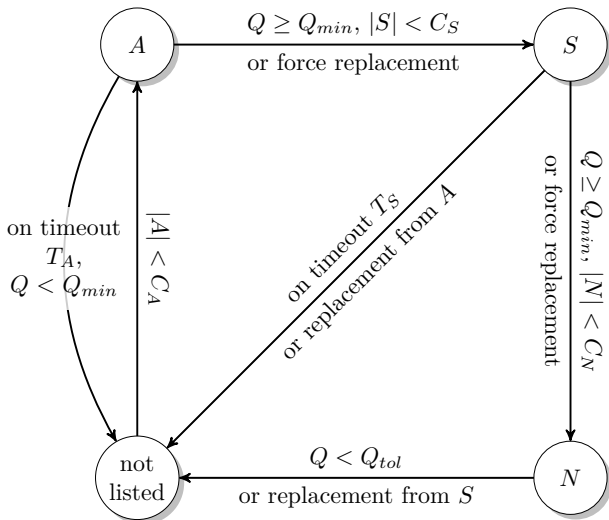 A
Q ≥ Q_min, |S| < C_S
or force replacement
S
on timeout
T_A,
Q < Q_min
|A| < C_A
on timeout T_S
or replacement from A
Q ≥ Q_min, |N| < C_N
or force replacement
not
listed
Q < Q_tol
or replacement from S
N